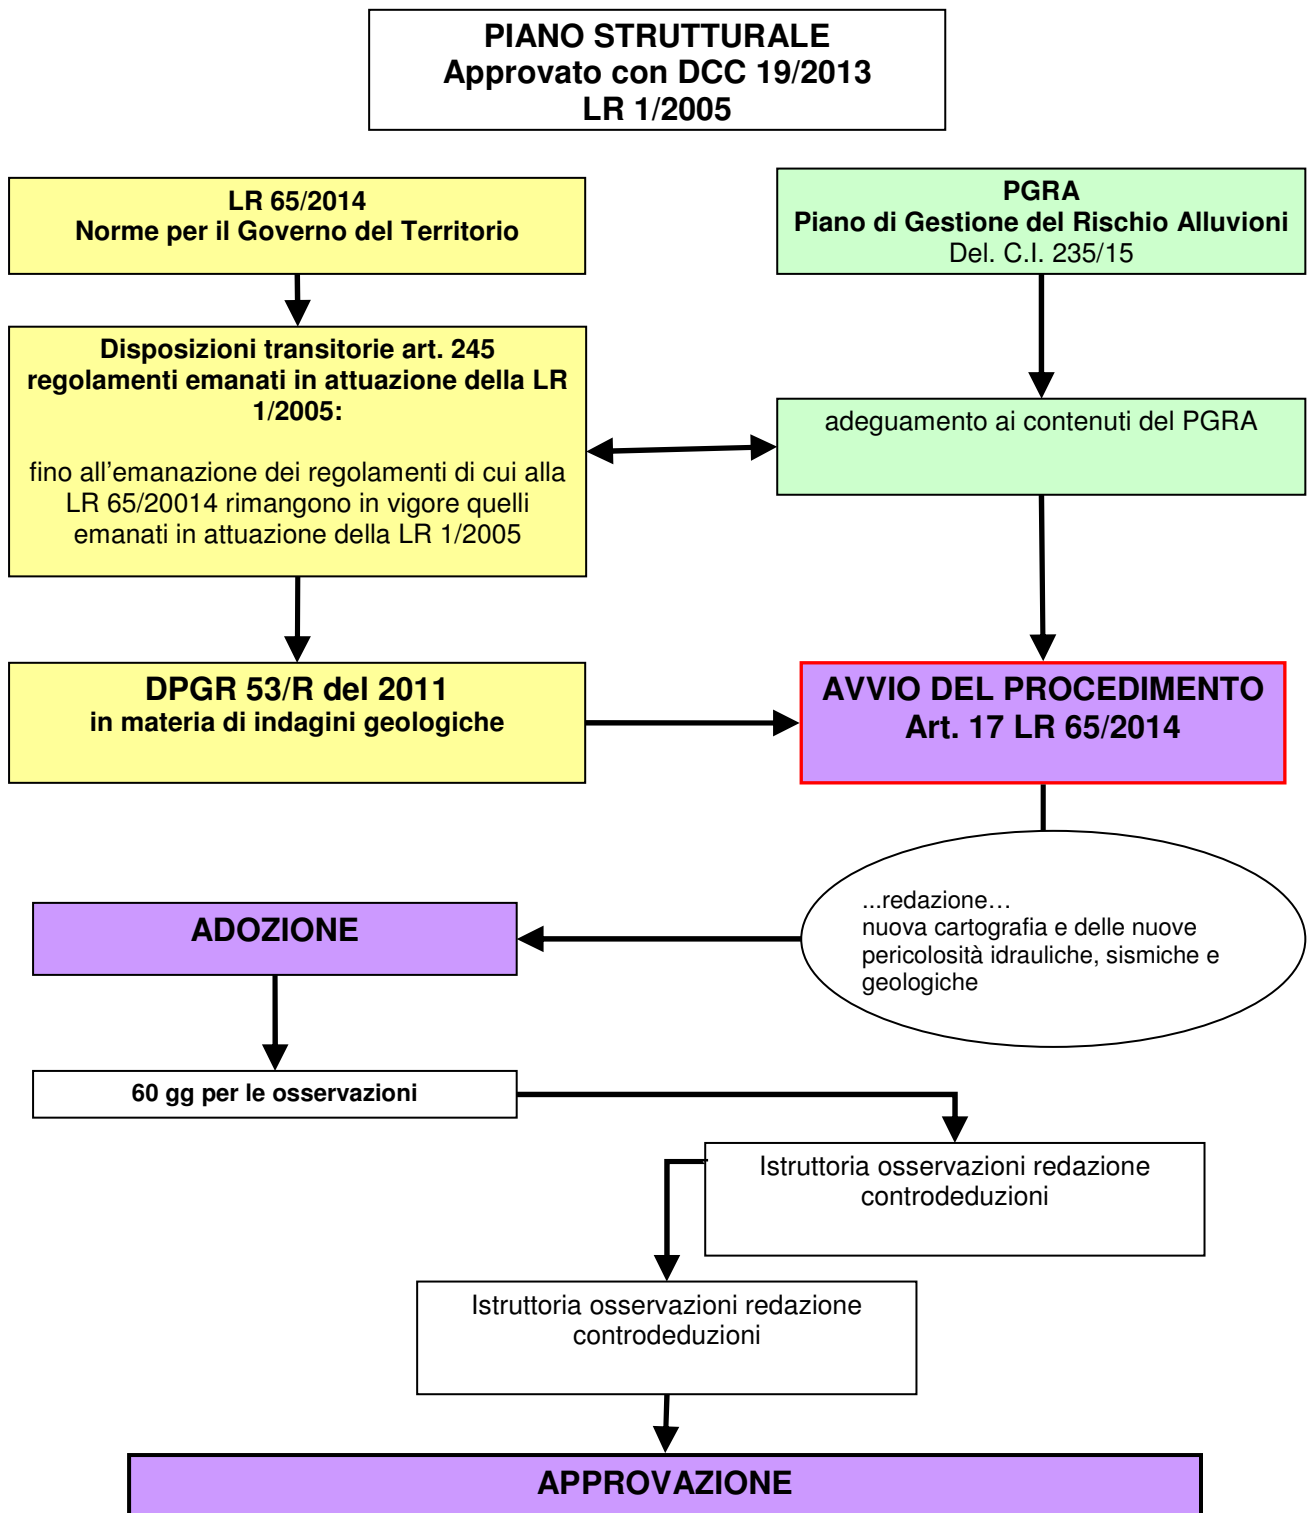 PIANO STRUTTURALE
Approvato con DCC 19/2013
LR 1/2005
LR 65/2014
Norme per il Governo del Territorio
PGRA
Piano di Gestione del Rischio Alluvioni
Del. C.I. 235/15
Disposizioni transitorie art. 245
regolamenti emanati in attuazione della LR
1/2005:
fino all'emanazione dei regolamenti di cui alla
LR 65/20014 rimangono in vigore quelli
emanati in attuazione della LR 1/2005
adeguamento ai contenuti del PGRA
DPGR 53/R del 2011
in materia di indagini geologiche
AVVIO DEL PROCEDIMENTO
Art. 17 LR 65/2014
...redazione…
nuova cartografia e delle nuove
pericolosità idrauliche, sismiche e
geologiche
ADOZIONE
60 gg per le osservazioni
Istruttoria osservazioni redazione
controdeduzioni
Istruttoria osservazioni redazione
controdeduzioni
APPROVAZIONE